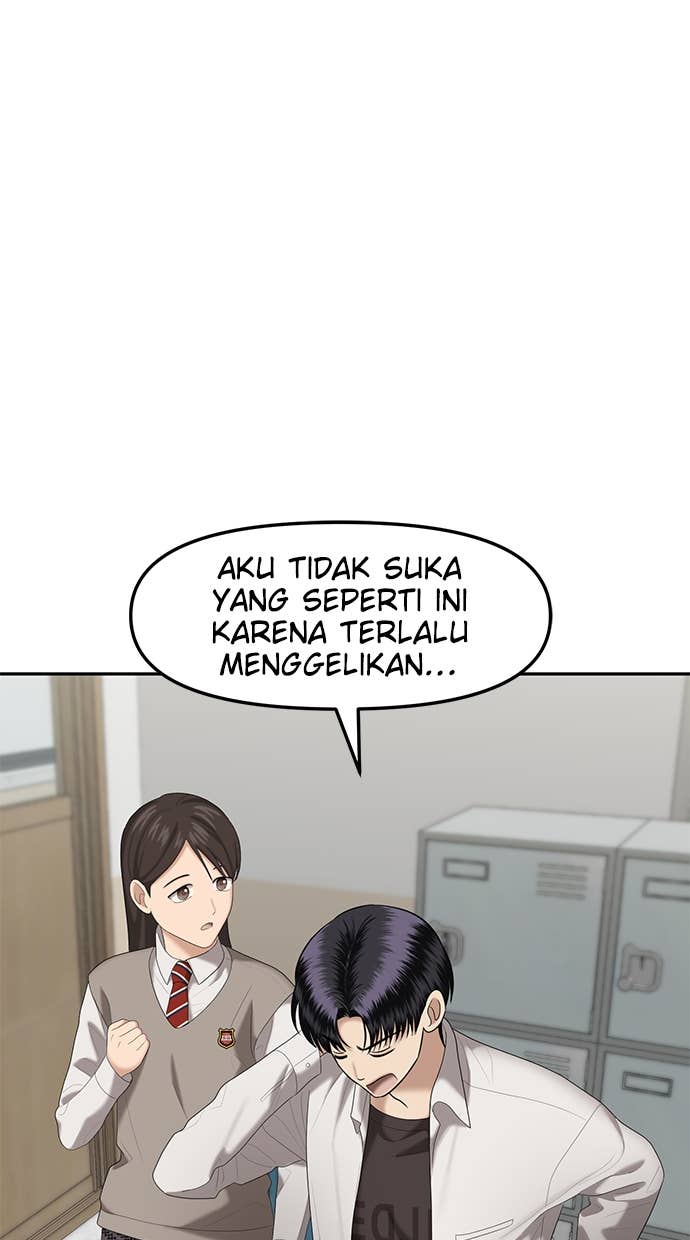 AKU TIDAK SUKA
YANG SEPERTI INI
KARENA TERLALU
MENGGELIKAN...